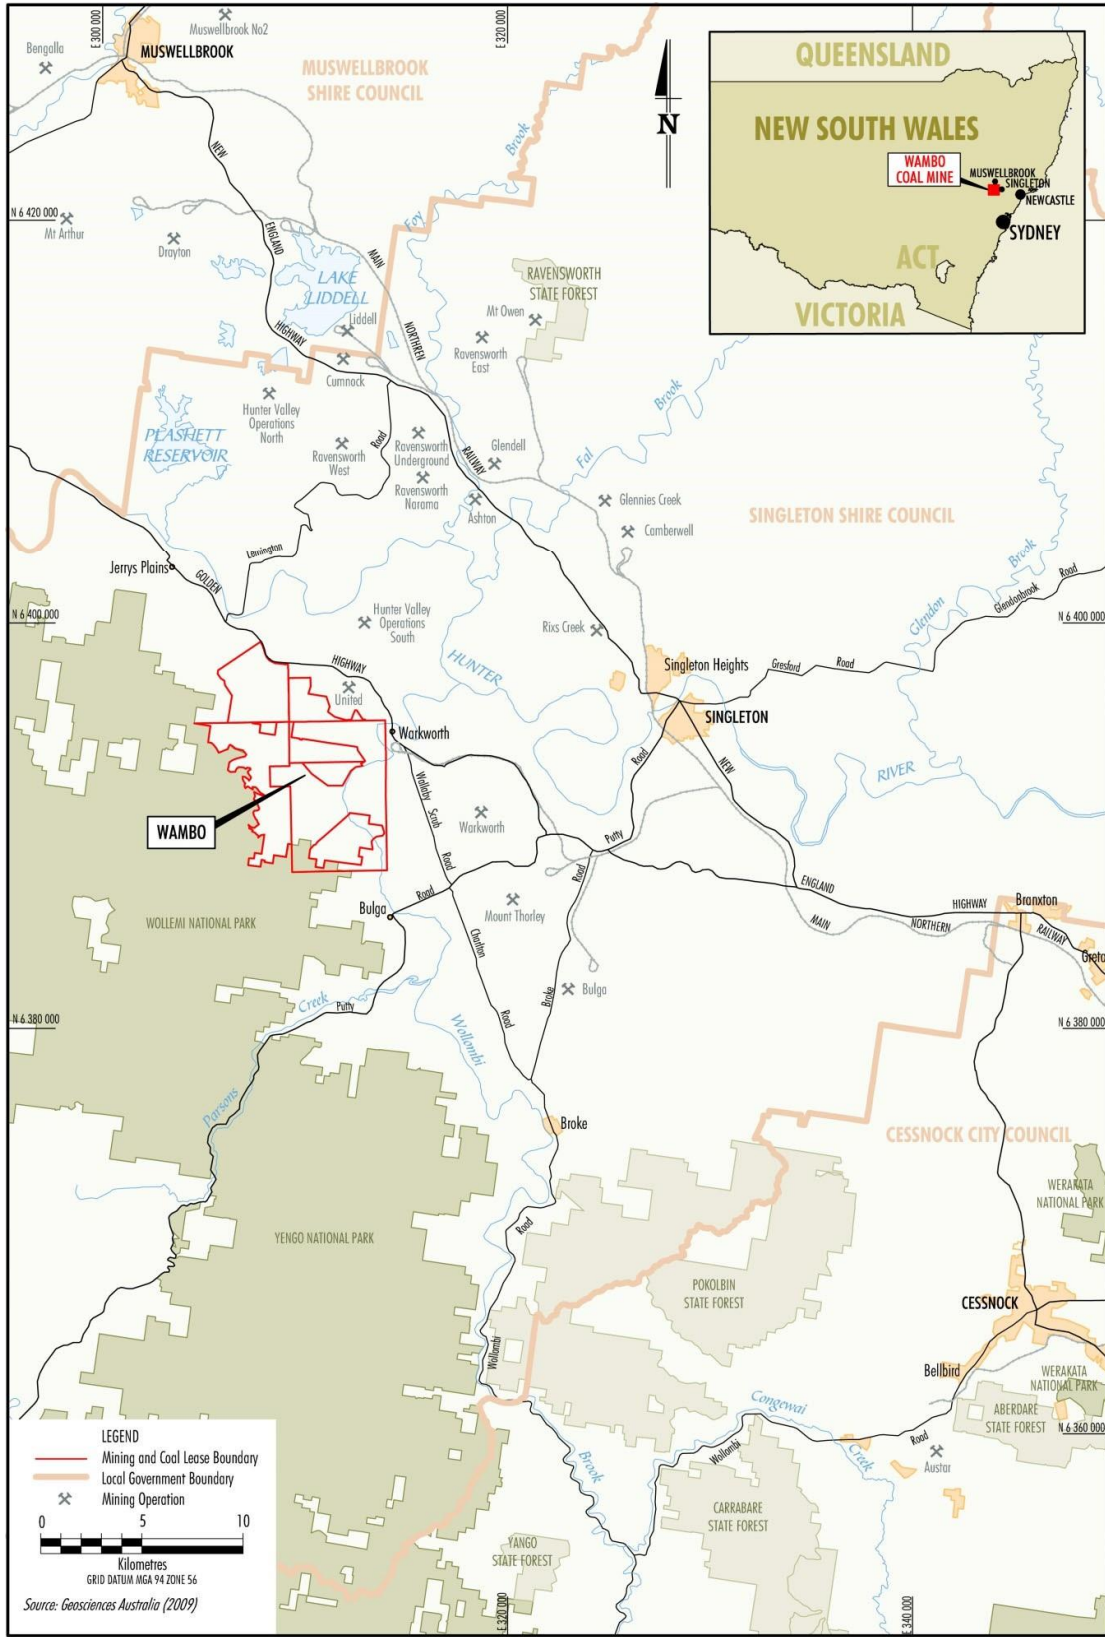 E 300 000
E 320 000
Muswellbrook No2
Bengalla
MUSWELLBROOK
MUSWELLBROOK
SHIRE COUNCIL
N
QUEENSLAND
NEW SOUTH WALES
WAMBO
COAL MINE
MUSWELLBROOK
SINGLETON
NEWCASTLE
SYDNEY
ACT
VICTORIA
NEW
Brook
N 6 420 000
Mt Arthur
Drayton
ENGLAND
MAIN
Foy
LAKE
LIDDELL
RAVENSWORTH
STATE FOREST
Mt Owen
HIGHWAY
Liddell
NORTHREN
Ravensworth
East
Cumnock
Hunter Valley
Operations
North
Brook
PLASHETT
RESERVOIR
Ravensworth
West
Road
Ravensworth
Underground
RAILWAY
Glendell
Fal
Ravensworth
Narama
Ashton
Glennies Creek
Camberwell
SINGLETON SHIRE COUNCIL
Lemington
Brook
Jerrys Plains
GOLDEN
Glendonbrook
Road
N 6 400 000
Hunter Valley
Operations
South
Rixs Creek
Glendon
N 6 400 000
HIGHWAY
HUNTER
Singleton Heights
Gresford
Road
United
SINGLETON
Warkworth
Road
NEW
RIVER
Wallaby
Scrub
Road
WAMBO
Warkworth
Putty
Road
ENGLAND
HIGHWAY
Branxton
Bulga
Road
Mount Thorley
MAIN
NORTHERN
RAILWAY
Greta
WOLLEMI NATIONAL PARK
Charlton
Bulga
Creek
Putty
Broke
Road
N 6 380 000
Wollombi
N 6 380 000
Parsons
Broke
CESSNOCK CITY COUNCIL
WERAKATA
NATIONAL PARK
YENGO NATIONAL PARK
Road
POKOLBIN
STATE FOREST
CESSNOCK
Wollombi
Bellbird
WERAKATA
NATIONAL PARK
Congewai
ABERDARE
STATE FOREST
N 6 360 000
LEGEND
Mining and Coal Lease Boundary
Local Government Boundary
Mining Operation
0 5 10
Kilometres
GRID DATUM MGA 94 ZONE 56
Source: Geosciences Australia (2009)
Brook
Wollombi
Creek
Road
Austar
CARRABARE
STATE FOREST
YANGO
STATE FOREST
E 320 000
E 340 000